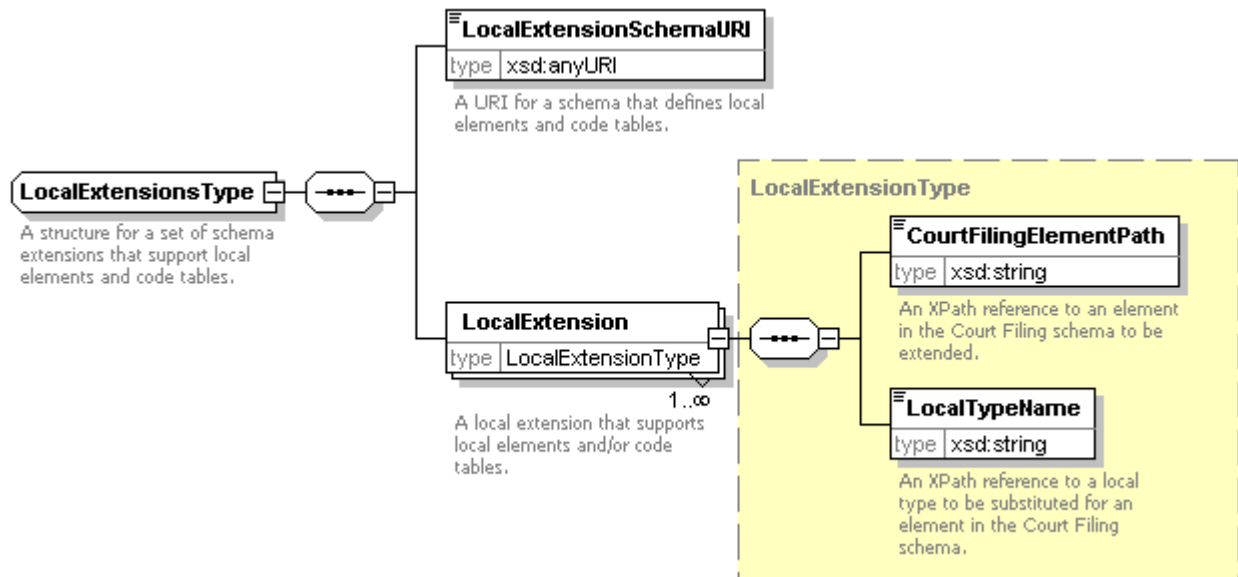 LocalExtensionSchemaURI
type xsd:anyURI
A URI for a schema that defines local
elements and code tables.
LocalExtensionsType
A structure for a set of schema
extensions that support local
elements and code tables.
LocalExtension
type LocalExtensionType
1..∞
A local extension that supports
local elements and/or code
tables.
LocalExtensionType
CourtFilingElementPath
type xsd:string
An XPath reference to an element
in the Court Filing schema to be
extended.
LocalTypeName
type xsd:string
An XPath reference to a local
type to be substituted for an
element in the Court Filing
schema.